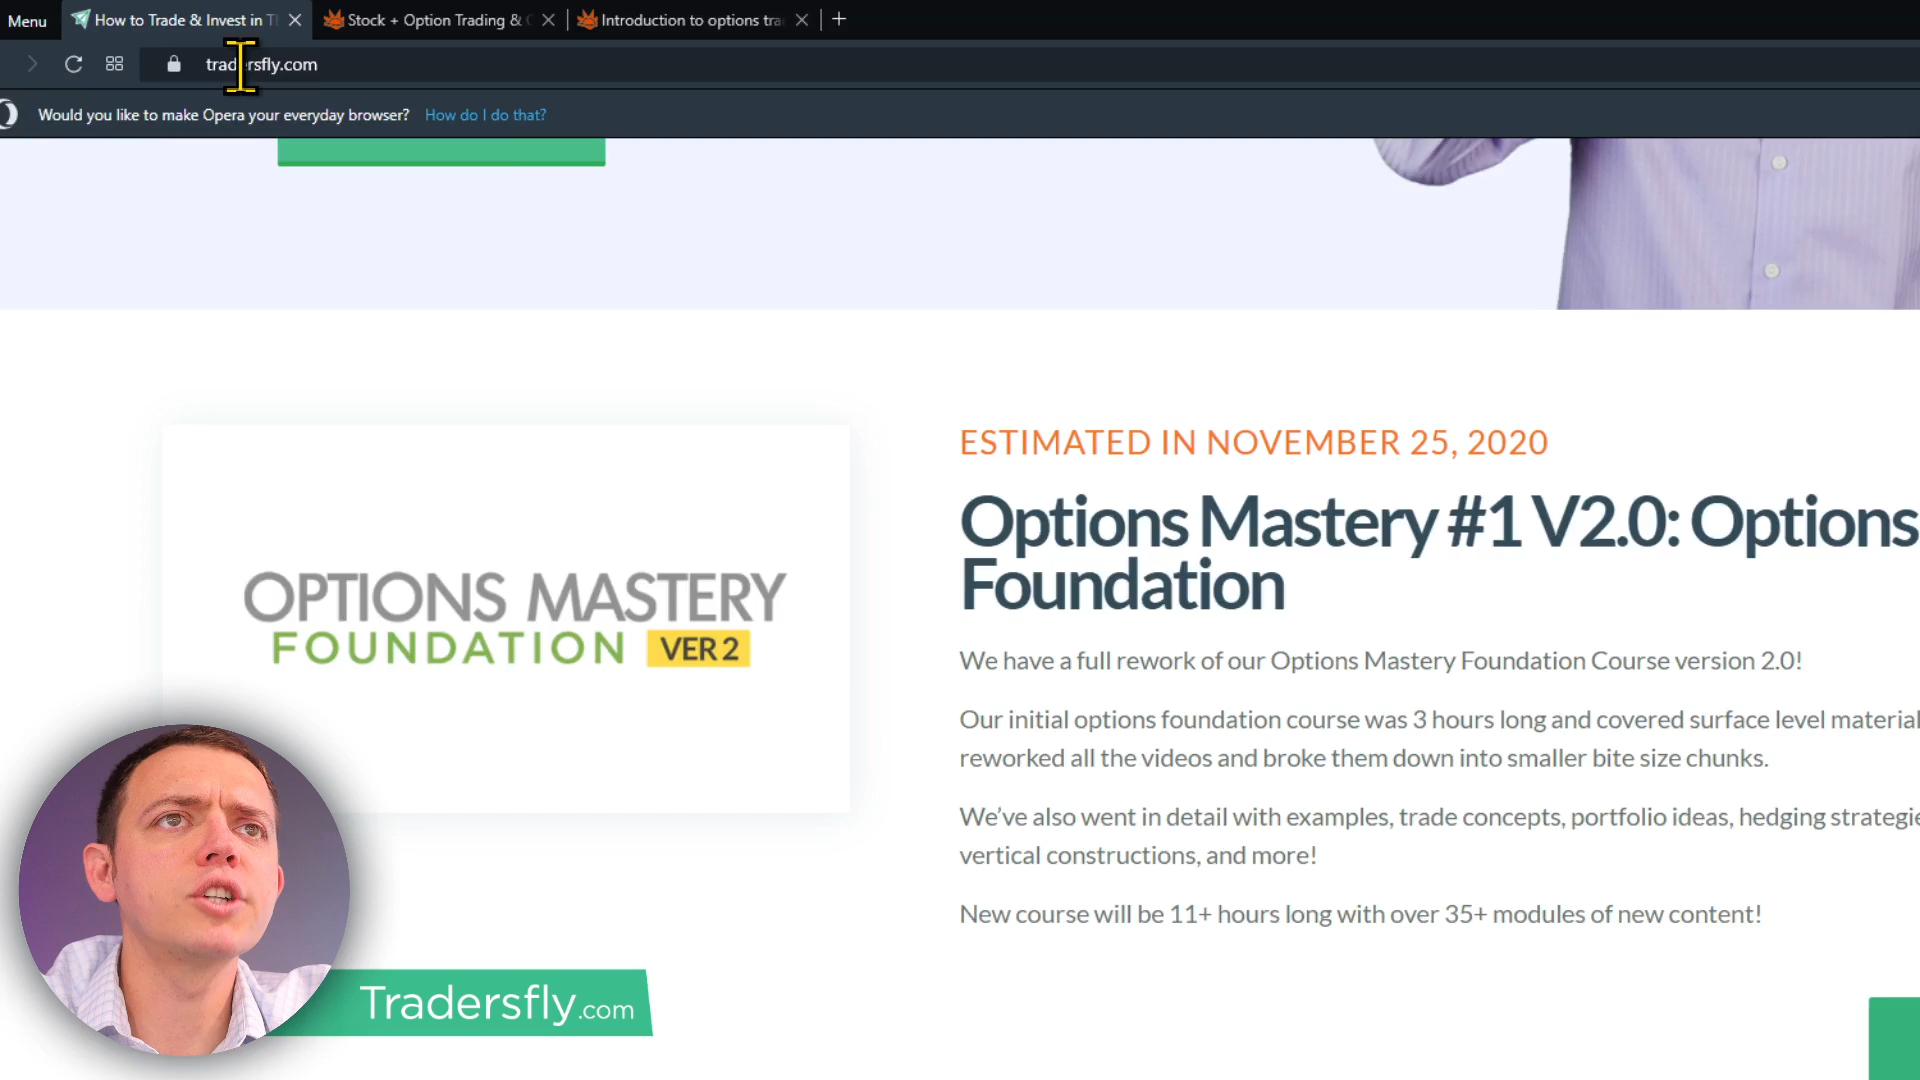 Menu
How to Trade & Invest in
Stock + Option Trading &
Introduction to options
tradersfly.com
Would you like to make Opera your everyday browser? How do I do that?
ESTIMATED IN NOVEMBER 25, 2020
Options Mastery #1 V2.0: Options
Foundation
OPTIONS MASTERY
FOUNDATION VER 2
We have a full rework of our Options Mastery Foundation Course version 2.0!
Our initial options foundation course was 3 hours long and covered surface level material
reworked all the videos and broke them down into smaller bite size chunks.
We've also went in detail with examples, trade concepts, portfolio ideas, hedging strategie
vertical constructions, and more!
New course will be 11+ hours long with over 35+ modules of new content!
Tradersfly.com